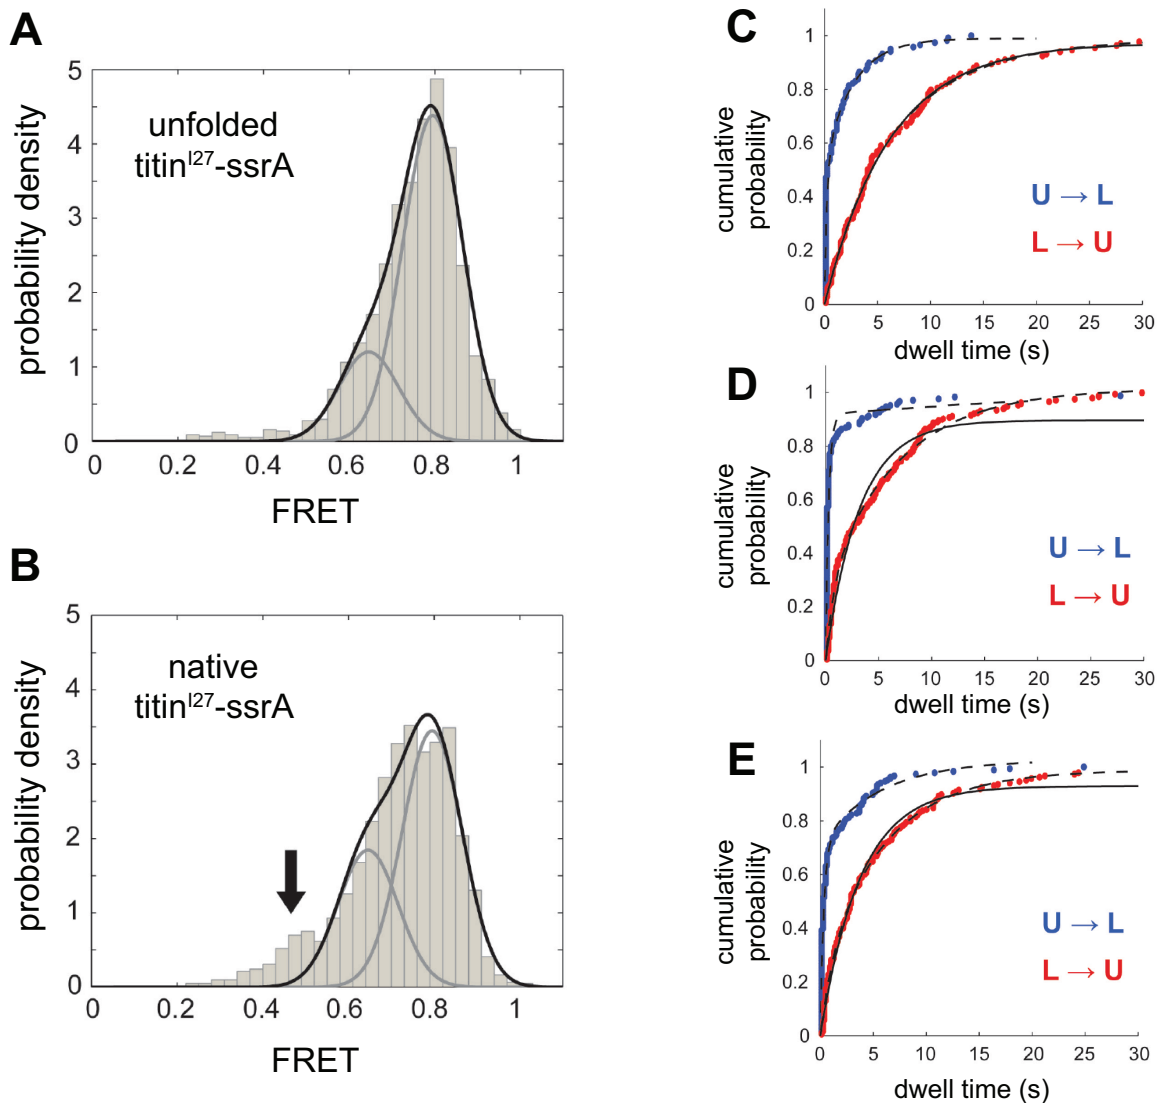 A
unfolded
titin^I27-ssrA
probability density
5
4
3
2
1
0
0 0.2 0.4 0.6 0.8 1
FRET
B
native
titin^I27-ssrA
probability density
5
4
3
2
1
0
0 0.2 0.4 0.6 0.8 1
FRET
C
cumulative
probability
1
0.8
0.6
0.4
0.2
0
U → L
L → U
0 5 10 15 20 25 30
dwell time (s)
D
cumulative
probability
1
0.8
0.6
0.4
0.2
0
U → L
L → U
0 5 10 15 20 25 30
dwell time (s)
E
cumulative
probability
1
0.8
0.6
0.4
0.2
0
U → L
L → U
0 5 10 15 20 25 30
dwell time (s)